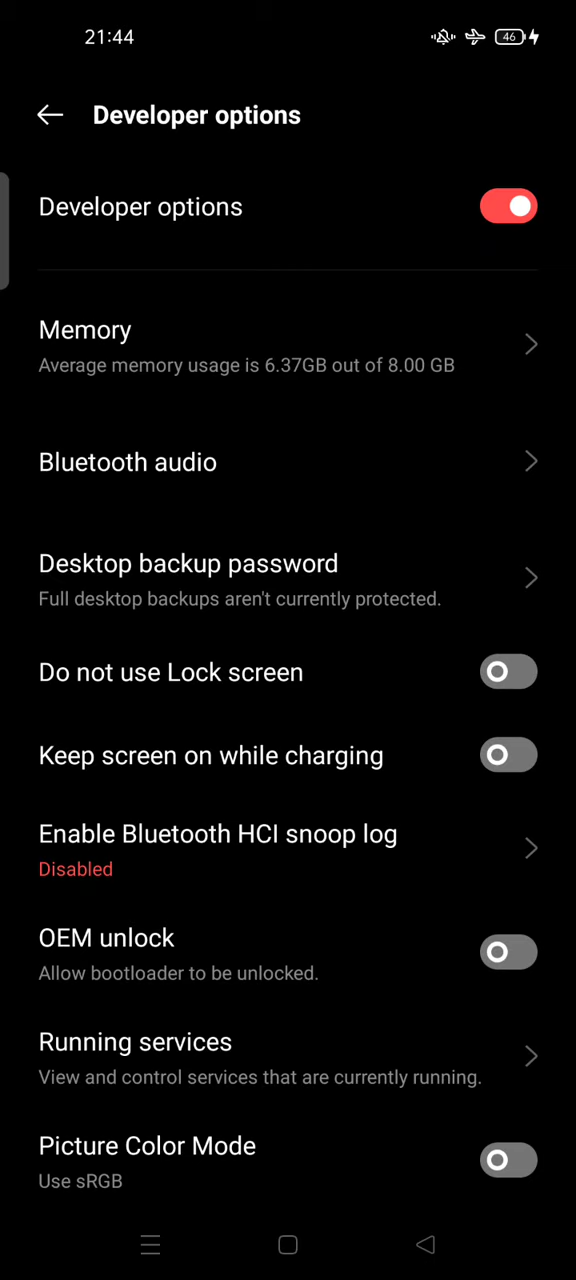 21:44
46
Developer options
Developer options
Memory
Average memory usage is 6.37GB out of 8.00 GB
Bluetooth audio
Desktop backup password
Full desktop backups aren't currently protected.
Do not use Lock screen
Keep screen on while charging
Enable Bluetooth HCI snoop log
Disabled
OEM unlock
Allow bootloader to be unlocked.
Running services
View and control services that are currently running.
Picture Color Mode
Use sRGB